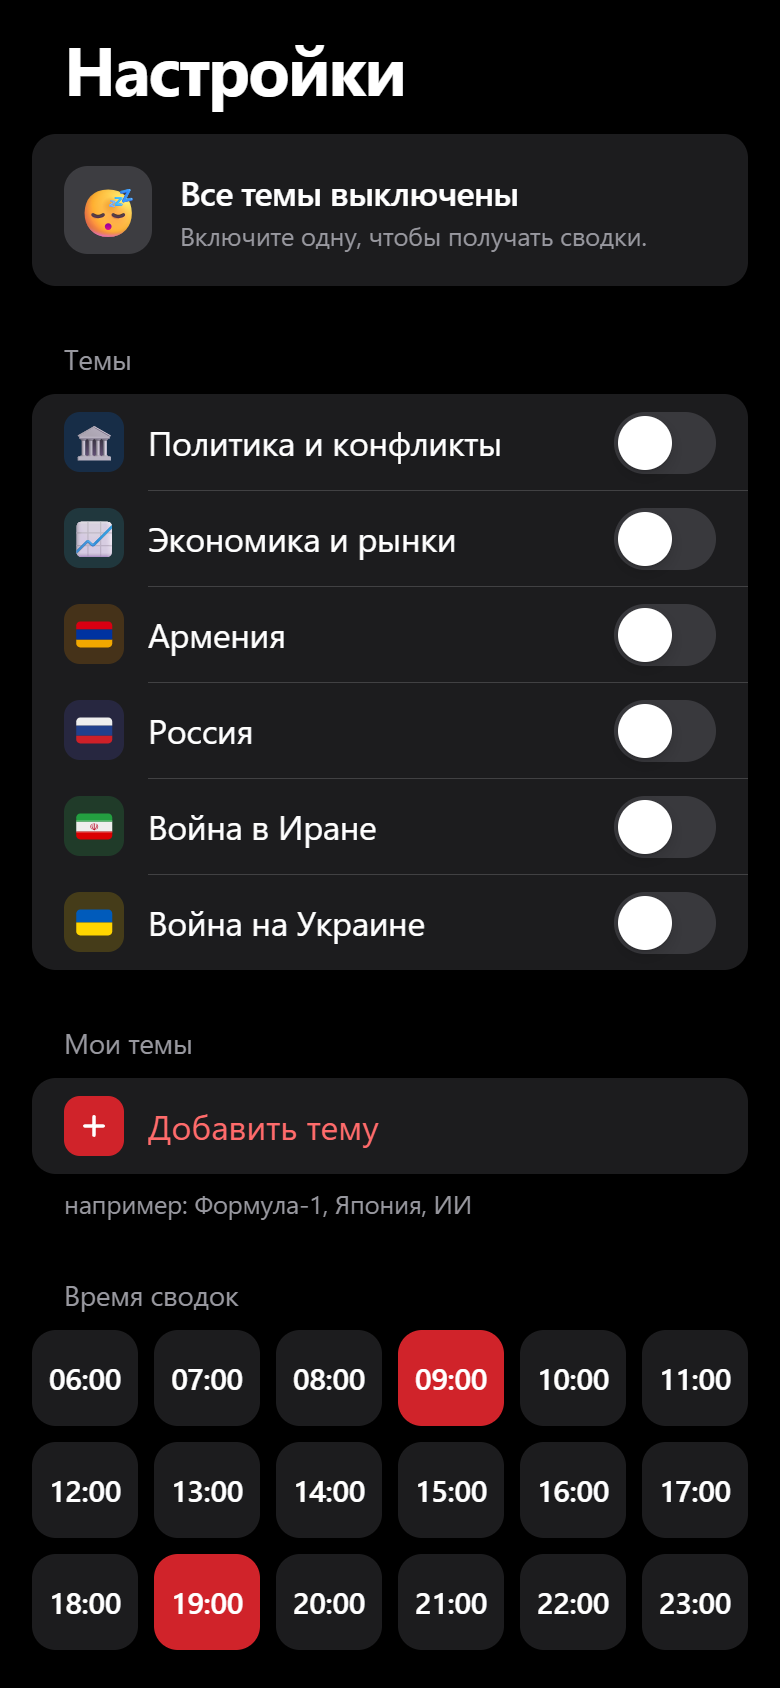 Настройки
Все темы выключены
Включите одну, чтобы получать сводки.
Темы
Политика и конфликты
Экономика и рынки
Армения
Россия
Война в Иране
Война на Украине
Мои темы
Добавить тему
например: Формула-1, Япония, ИИ
Время сводок
06:00 07:00 08:00 09:00 10:00 11:00
12:00 13:00 14:00 15:00 16:00 17:00
18:00 19:00 20:00 21:00 22:00 23:00